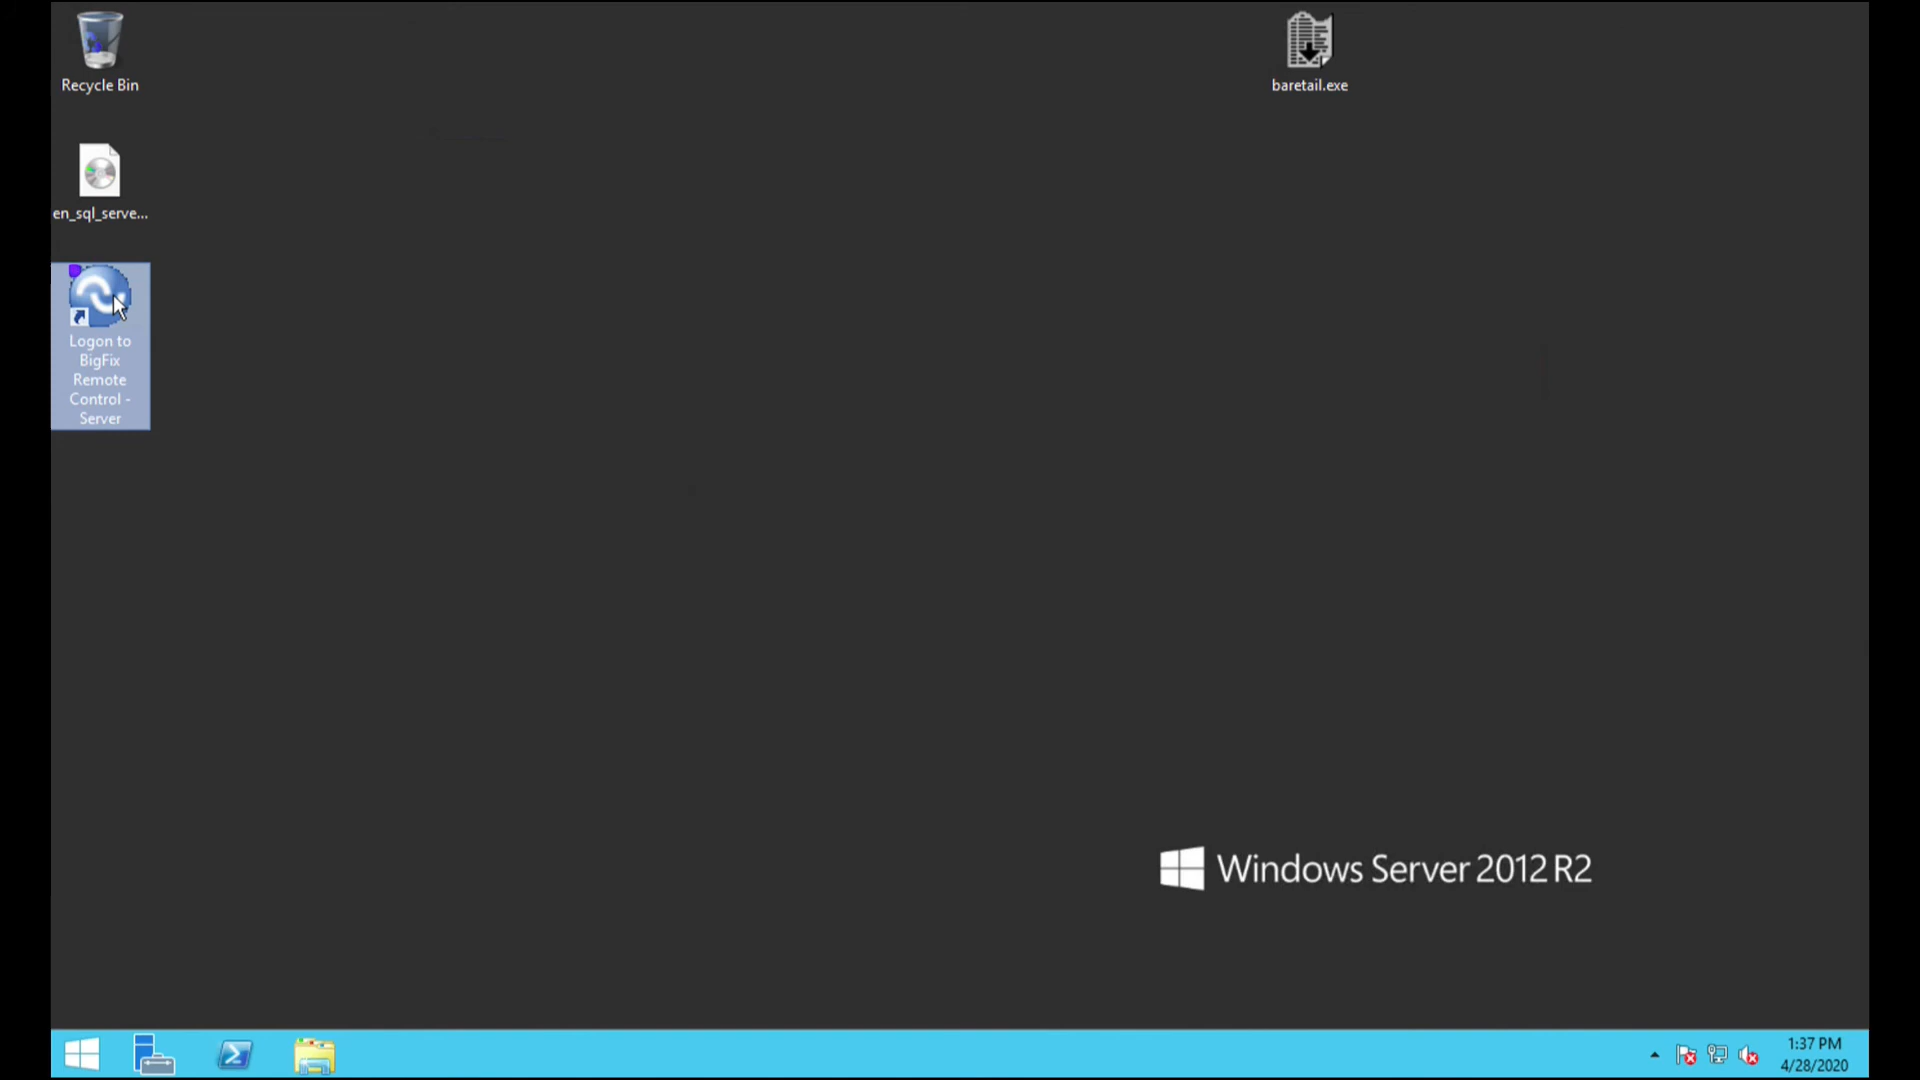 Recycle Bin
baretail.exe
en_sql_serve...
Logon to
BigFix
Remote
Control -
Server
Windows Server 2012 R2
1:37 PM
4/28/2020